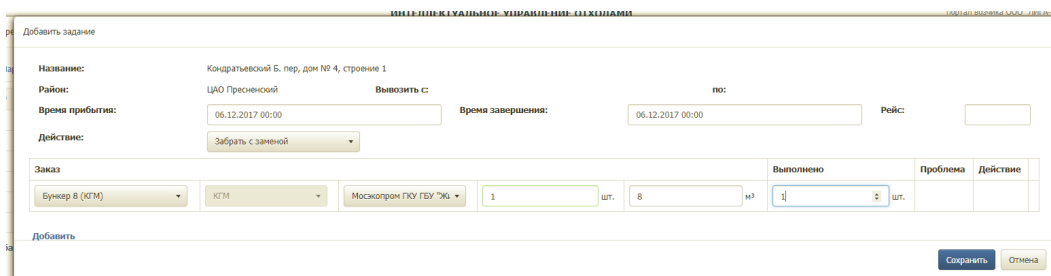 ИНТЕЛЛЕКТУАЛЬНОЕ УПРАВЛЕНИЕ ОТХОДАМИ
Добавить задание
Название: Кондратьевский Б. пер, дом № 4, строение 1
Район: ЦАО Пресненский Вывозить с: по:
Время прибытия: 06.12.2017 00:00 Время завершения: 06.12.2017 00:00 Рейс:
Действие: Забрать с заменой
Заказ Выполнено Проблема Действие
Бункер 8 (КГМ) КГМ Мосэкопром ГКУ ГБУ "Жи 1 шт. 8 м³ 1 шт.
Добавить
Сохранить Отмена